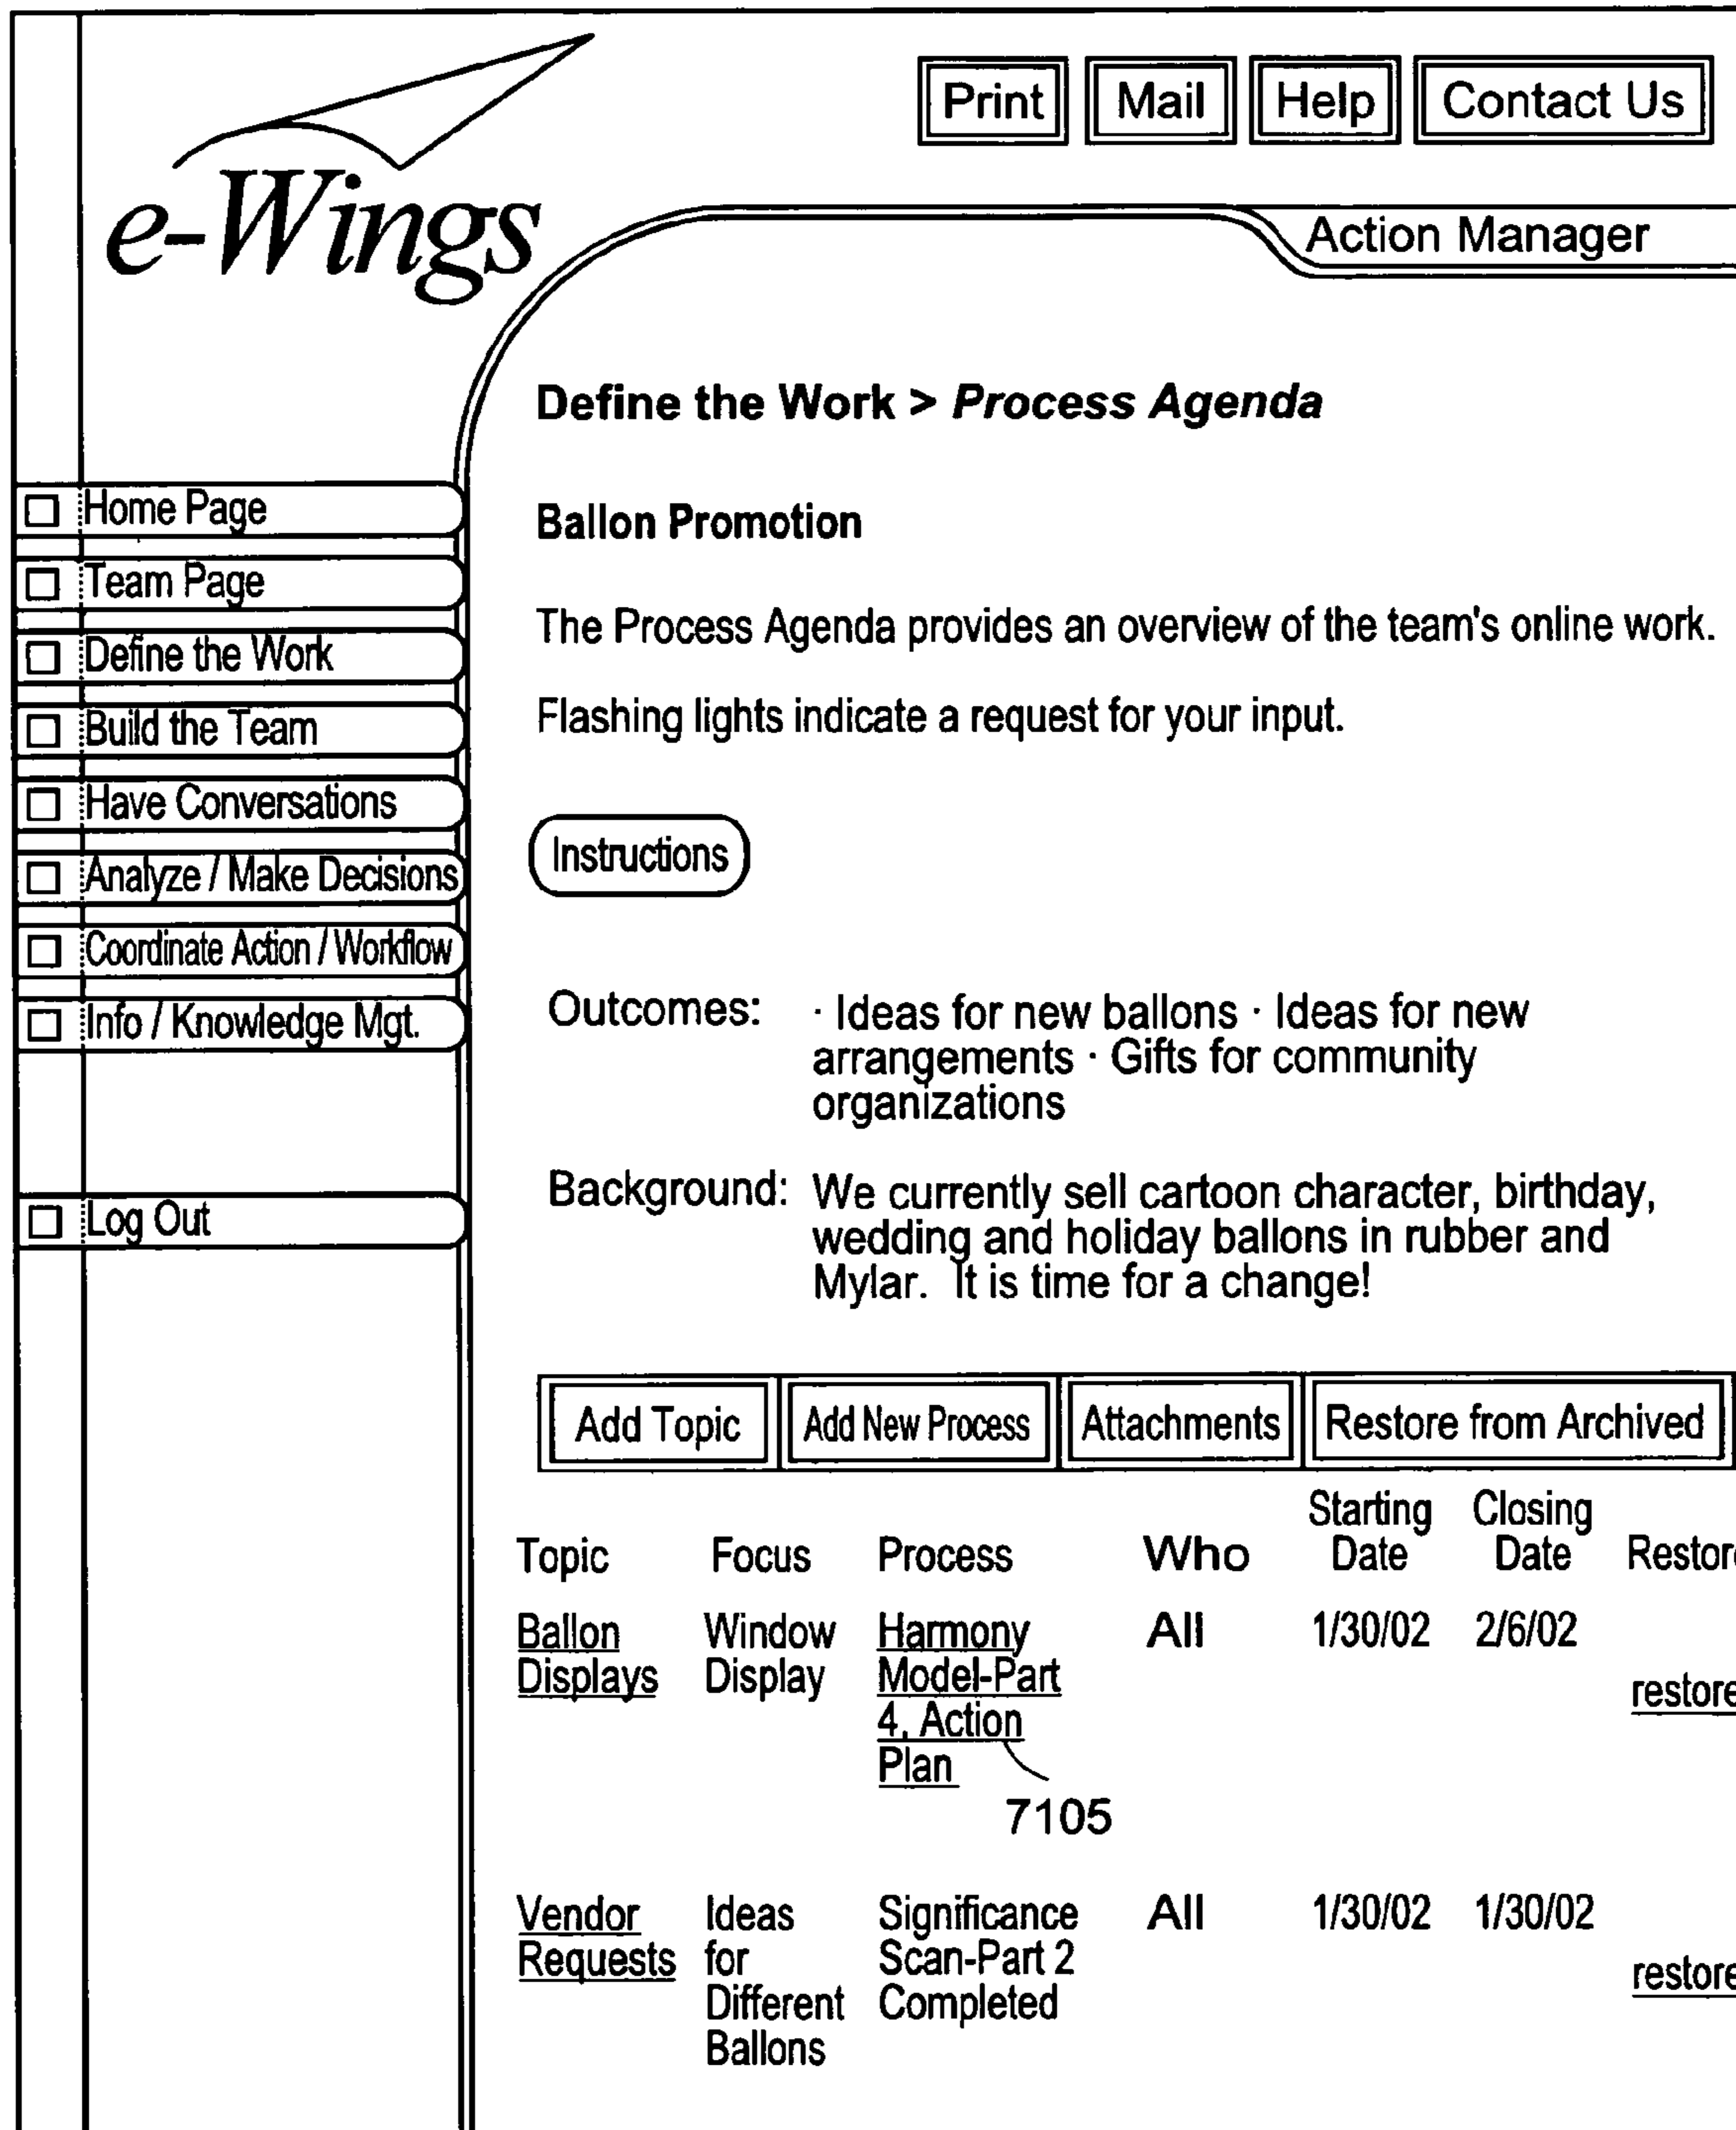 Print Mail Help Contact Us
e-Wings
Action Manager
Define the Work > Process Agenda
Home Page
Team Page
Define the Work
Build the Team
Have Conversations
Analyze / Make Decisions
Coordinate Action / Workflow
Info / Knowledge Mgt.
Log Out
Ballon Promotion
The Process Agenda provides an overview of the team's online work.
Flashing lights indicate a request for your input.
Instructions
Outcomes: · Ideas for new ballons · Ideas for new
arrangements · Gifts for community
organizations
Background: We currently sell cartoon character, birthday,
wedding and holiday ballons in rubber and
Mylar. It is time for a change!
Add Topic Add New Process Attachments Restore from Archived
Starting Closing
Topic Focus Process Who Date Date Restore
Ballon Window Harmony All 1/30/02 2/6/02
Displays Display Model-Part restore
4, Action
Plan
7105
Vendor Ideas Significance All 1/30/02 1/30/02
Requests for Scan-Part 2 restore
Different Completed
Ballons